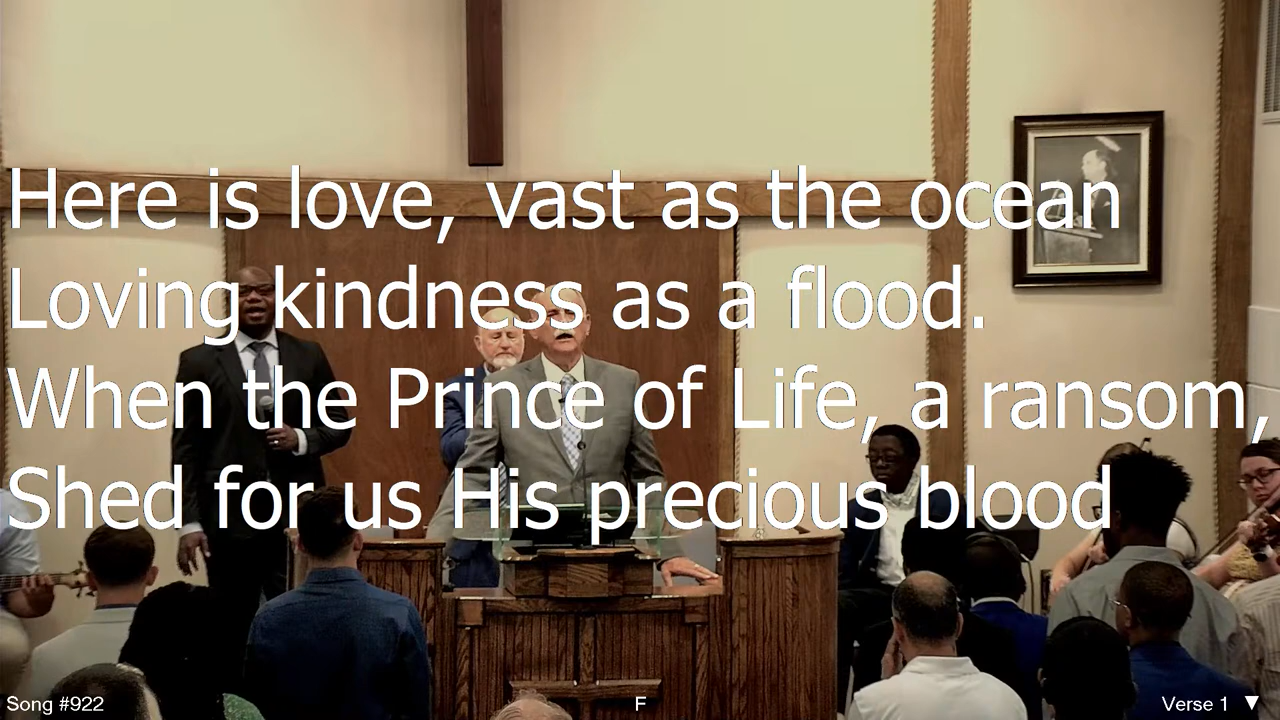 Here is love, vast as the ocean
Loving kindness as a flood.
When the Prince of Life, a ransom,
Shed for us His precious blood
Song #922
F
Verse 1 ▼